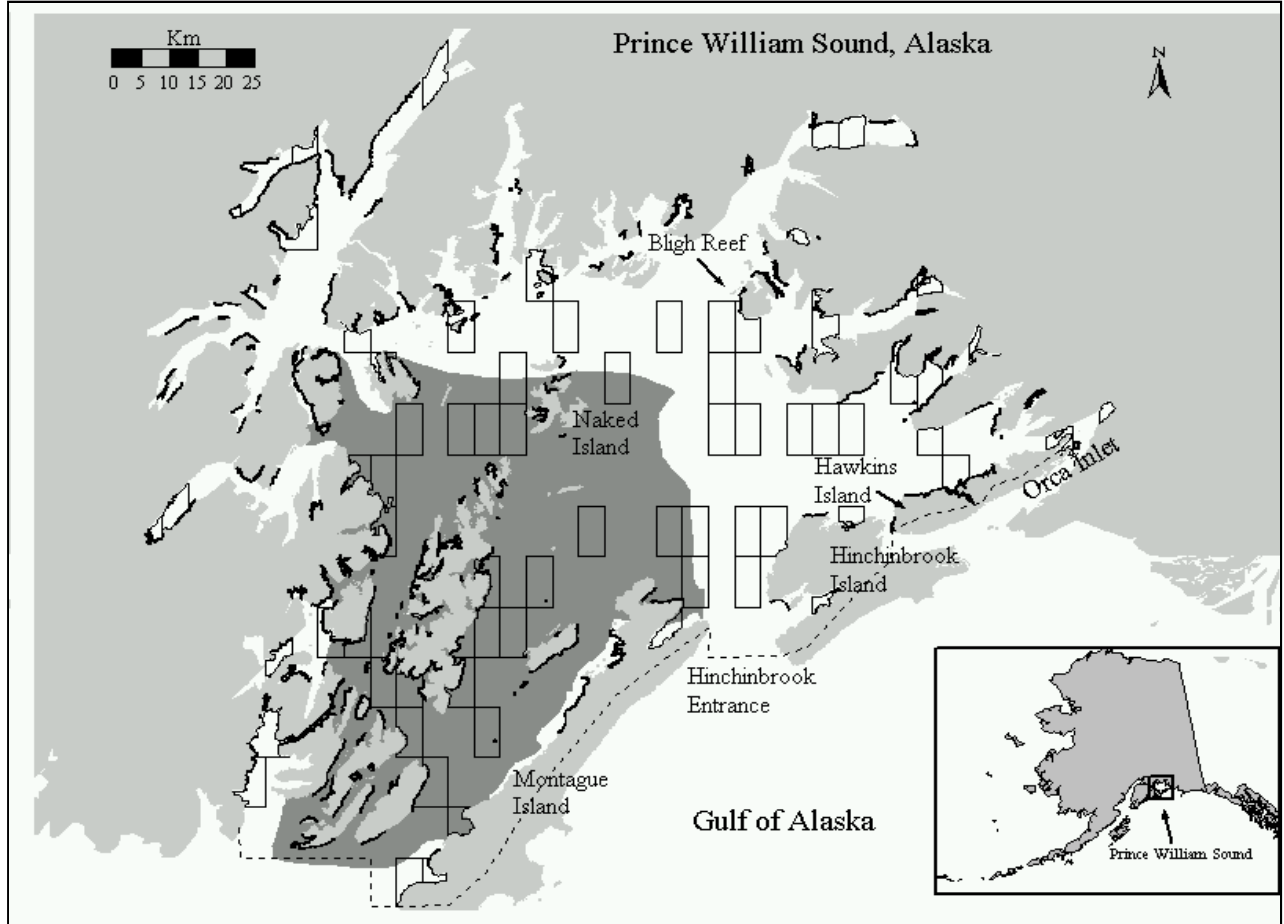 Prince William Sound, Alaska
Km
0 5 10 15 20 25
N
Bligh Reef
Naked
Island
Hawkins
Island
Orca Inlet
Hinchinbrook
Island
Hinchinbrook
Entrance
Montague
Island
Gulf of Alaska
Prince William Sound